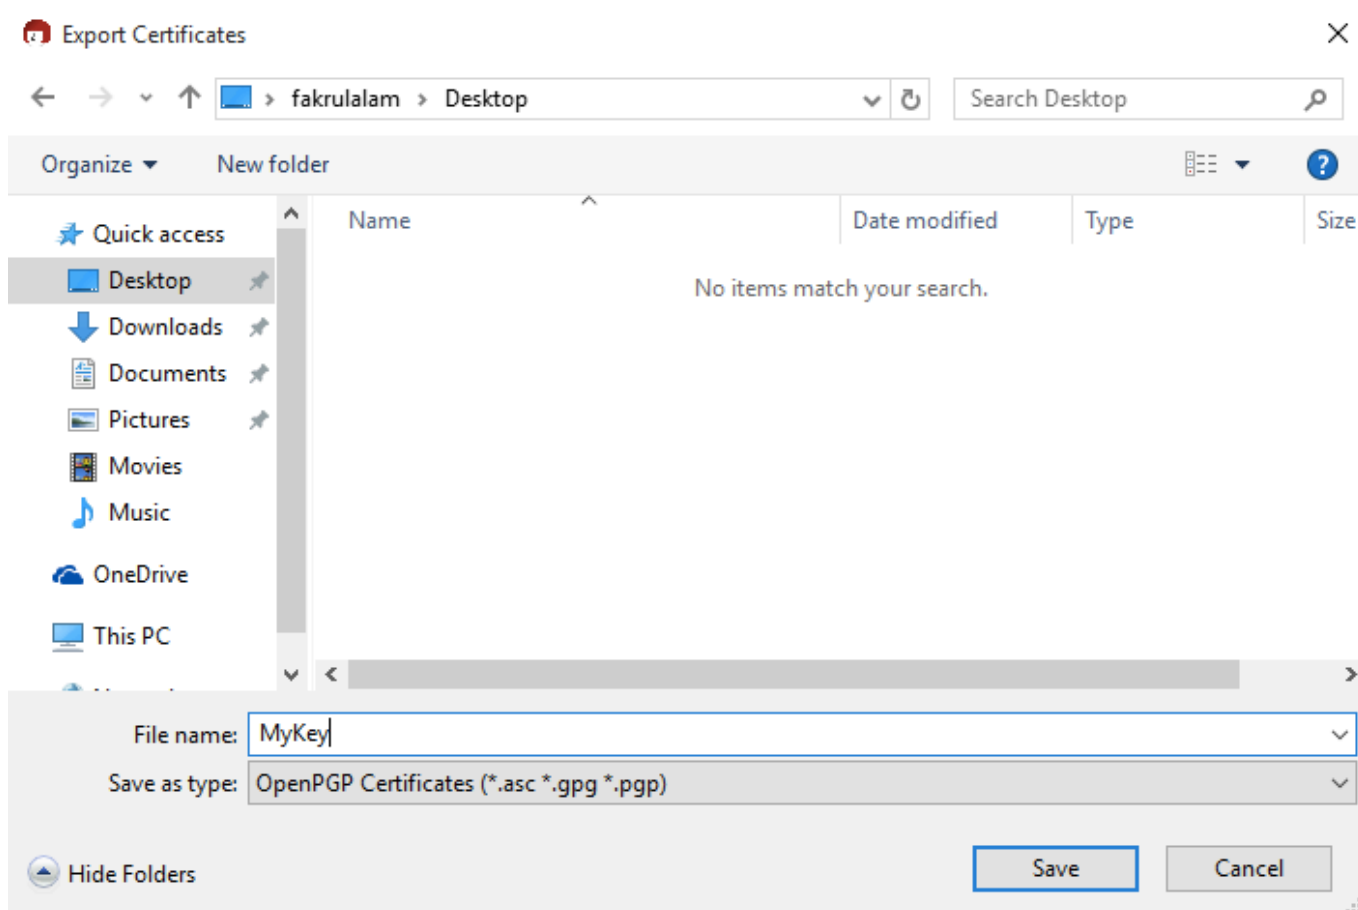 Export Certificates
fakrulalam > Desktop
Search Desktop
Organize
New folder
?
Name
Date modified
Type
Size
No items match your search.
Quick access
Desktop
Downloads
Documents
Pictures
Movies
Music
OneDrive
This PC
File name: MyKey
Save as type: OpenPGP Certificates (*.asc *.gpg *.pgp)
Hide Folders
Save
Cancel